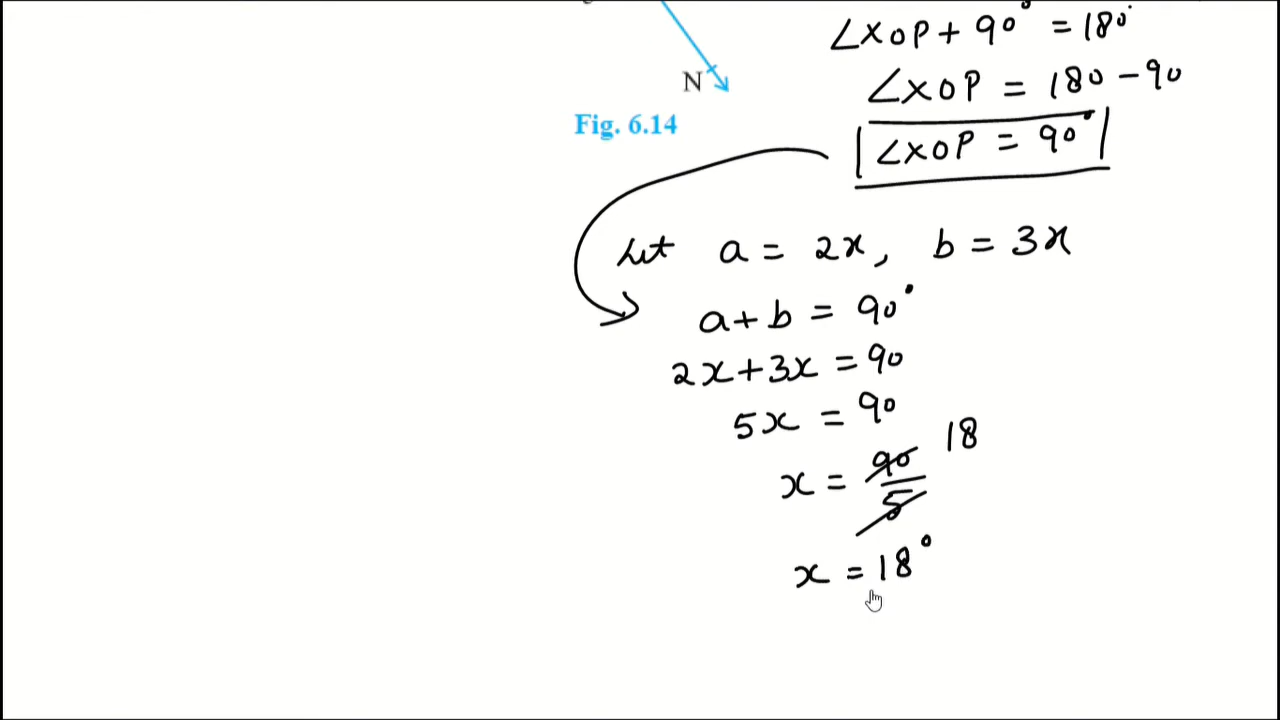 ∠XOP + 90° = 180°
∠XOP = 180 - 90
N
Fig. 6.14
∠XOP = 90°
Let a = 2x, b = 3x
a + b = 90°
2x + 3x = 90
5x = 90
x = 90/5 18
x = 18°